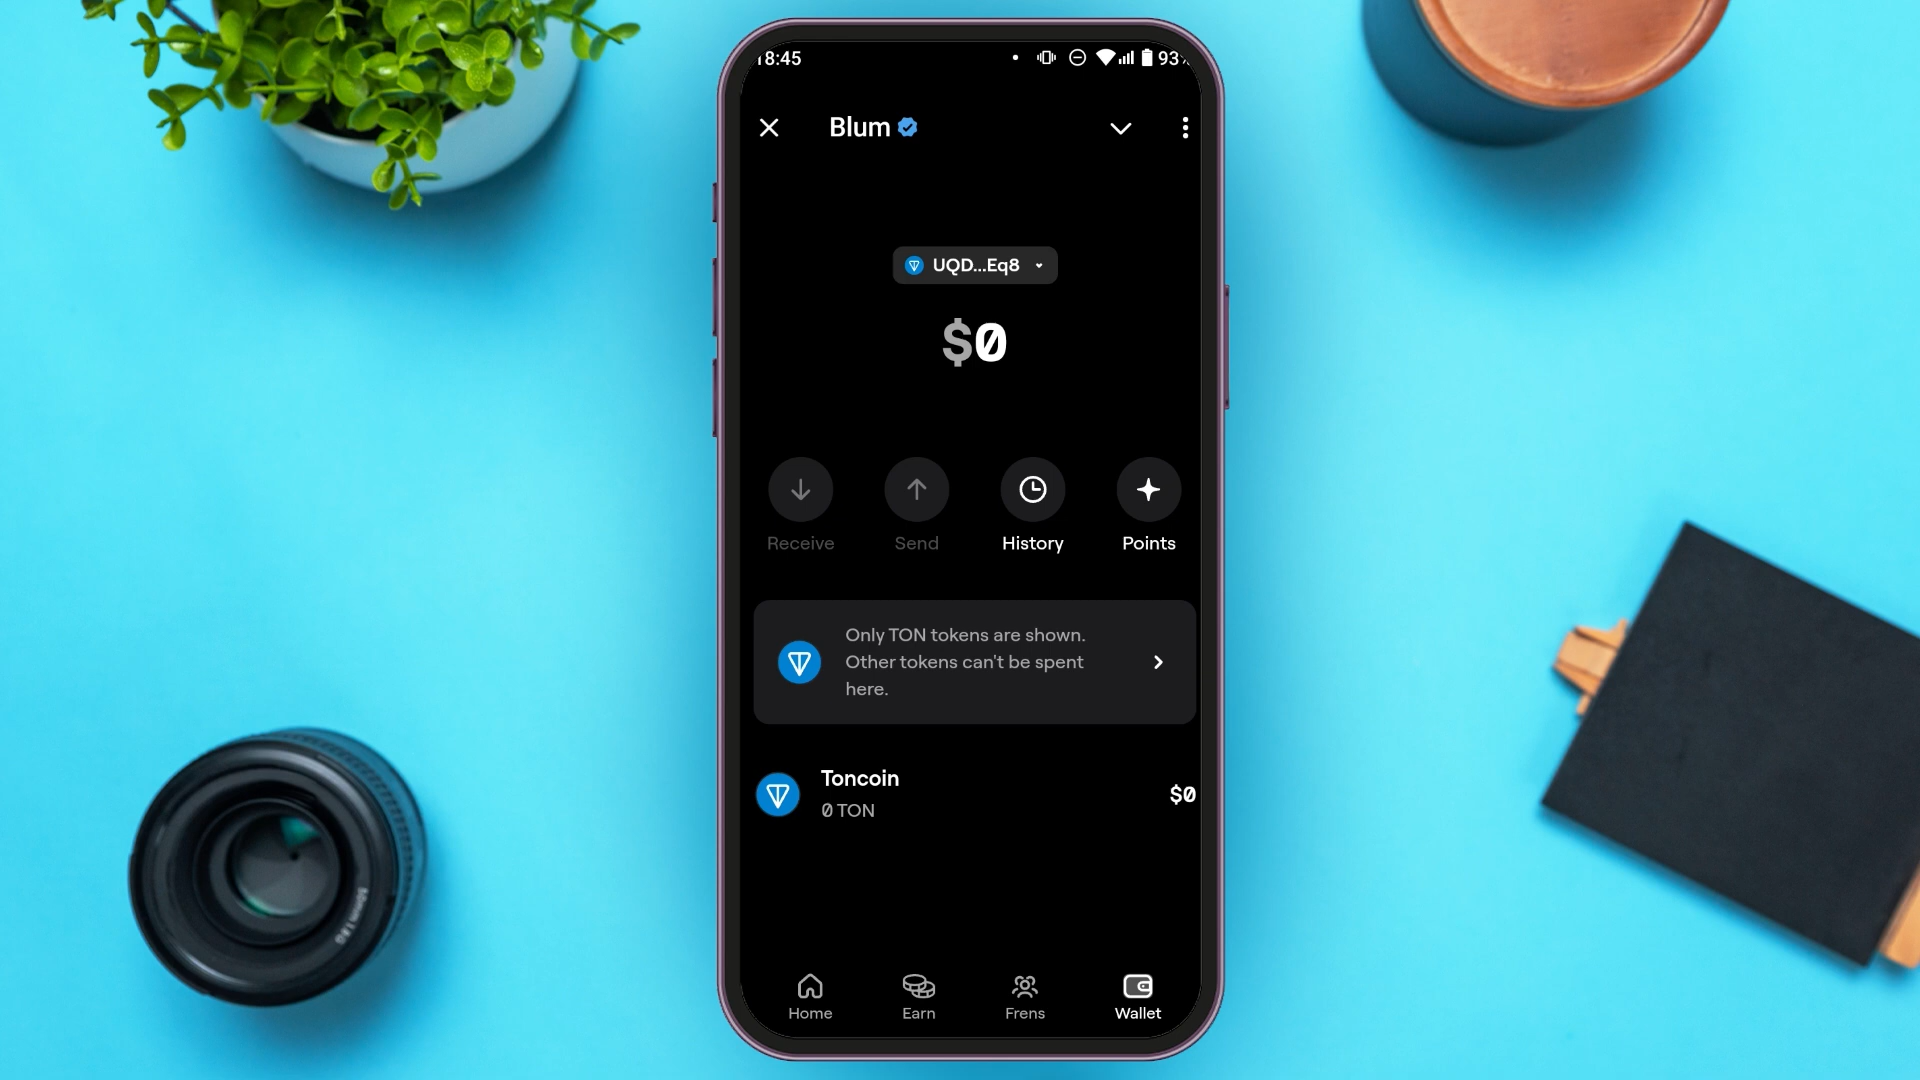 18:45
93%
Blum
UQD...Eq8
$0
Receive
Send
History
Points
Only TON tokens are shown.
Other tokens can't be spent
here.
Toncoin
0 TON
$0
Home
Earn
Frens
Wallet